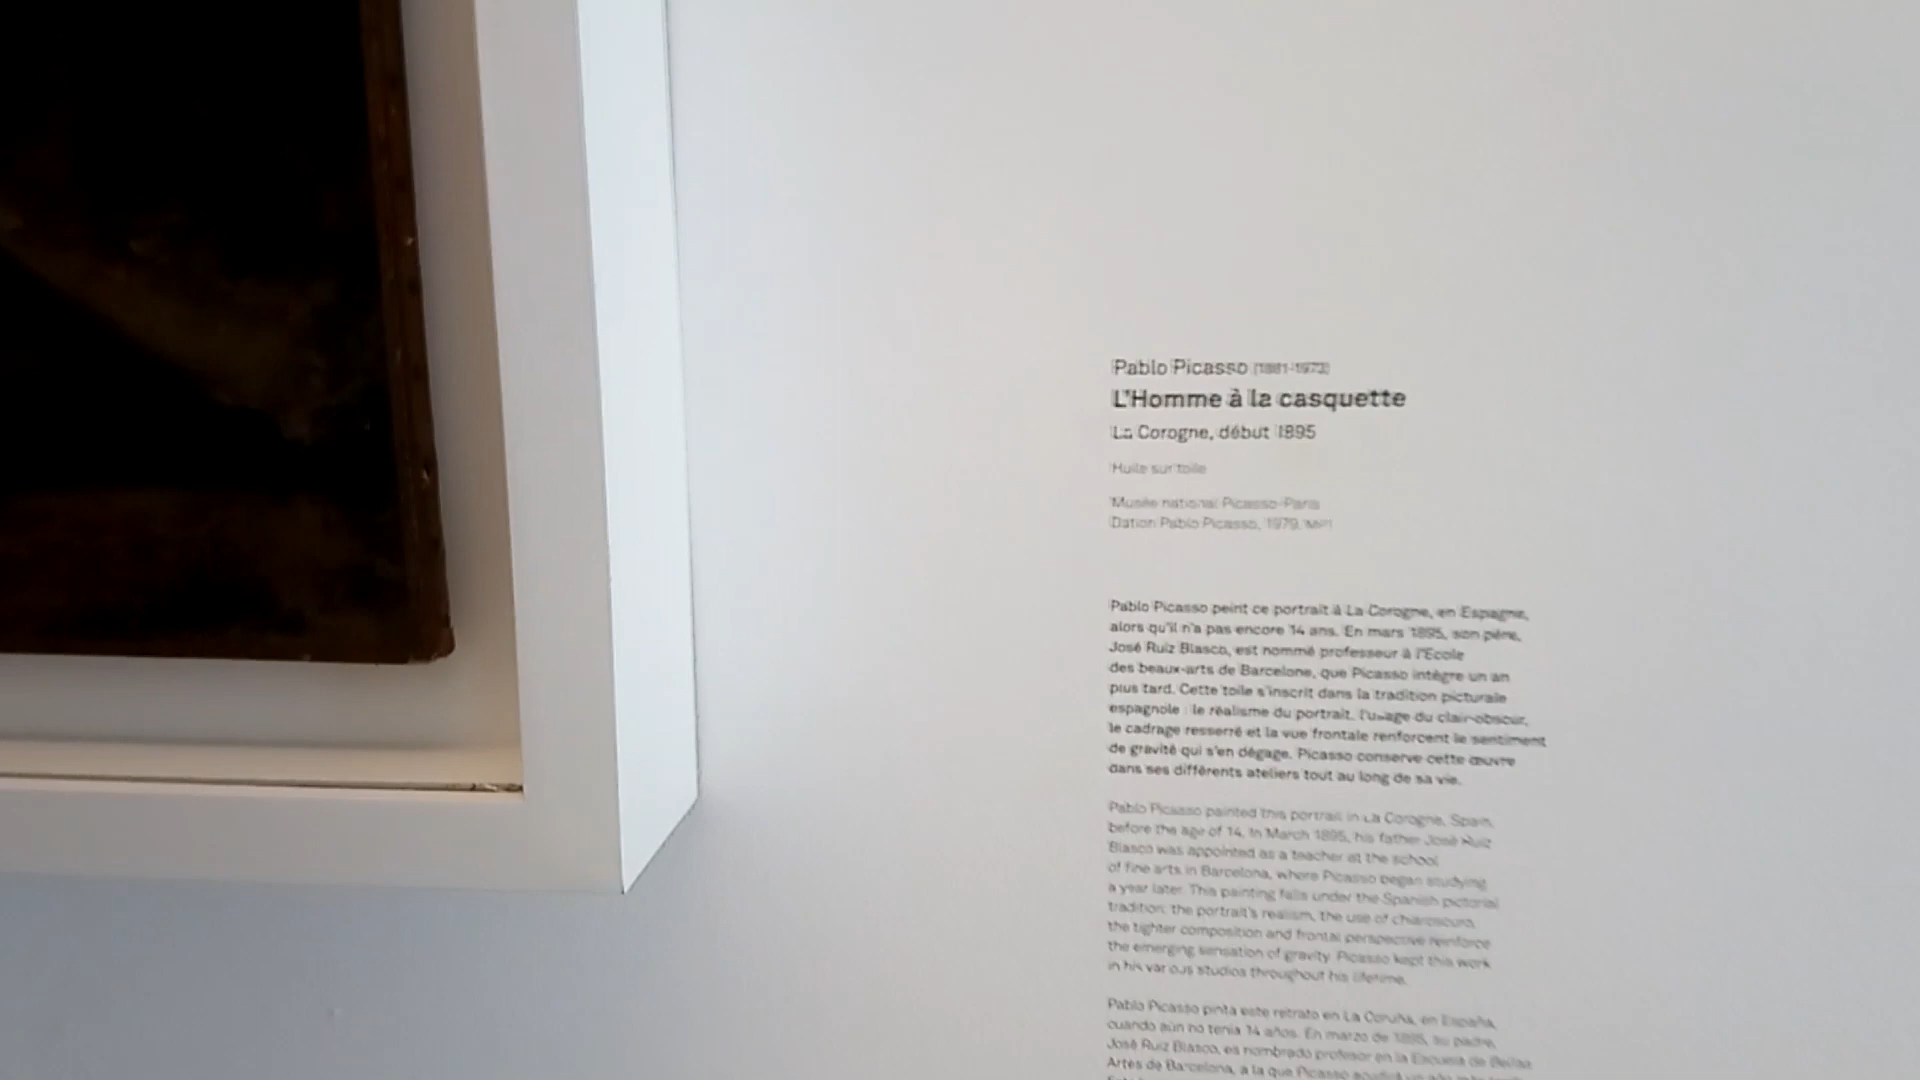 Pablo Picasso (1881-1973)
L'Homme à la casquette
La Corogne, début 1895
Huile sur toile
Musée national Picasso-Paris
Dation Pablo Picasso, 1979. MP1
Pablo Picasso peint ce portrait à La Corogne, en Espagne,
alors qu'il n'a pas encore 14 ans. En mars 1895, son père,
José Ruiz Blasco, est nommé professeur à l'École
des beaux-arts de Barcelone, que Picasso intègre un an
plus tard. Cette toile s'inscrit dans la tradition picturale
espagnole : le réalisme du portrait, l'usage du clair-obscur,
le cadrage resserré et la vue frontale renforcent le sentiment
de gravité qui s'en dégage. Picasso conserve cette œuvre
dans ses différents ateliers tout au long de sa vie.
Pablo Picasso painted this portrait in La Corogne, Spain,
before the age of 14. In March 1895, his father José Ruiz
Blasco was appointed as a teacher at the school
of fine arts in Barcelona, where Picasso began studying
a year later. This painting falls under the Spanish pictorial
tradition: the portrait's realism, the use of chiaroscuro,
the tighter composition and frontal perspective reinforce
the emerging sensation of gravity. Picasso kept this work
in his various studios throughout his lifetime.
Pablo Picasso pinta este retrato en La Coruña, en España,
cuando aún no tenía 14 años. En marzo de 1895, su padre,
José Ruiz Blasco, es nombrado profesor en la Escuela de Bellas
Artes de Barcelona, a la que Picasso